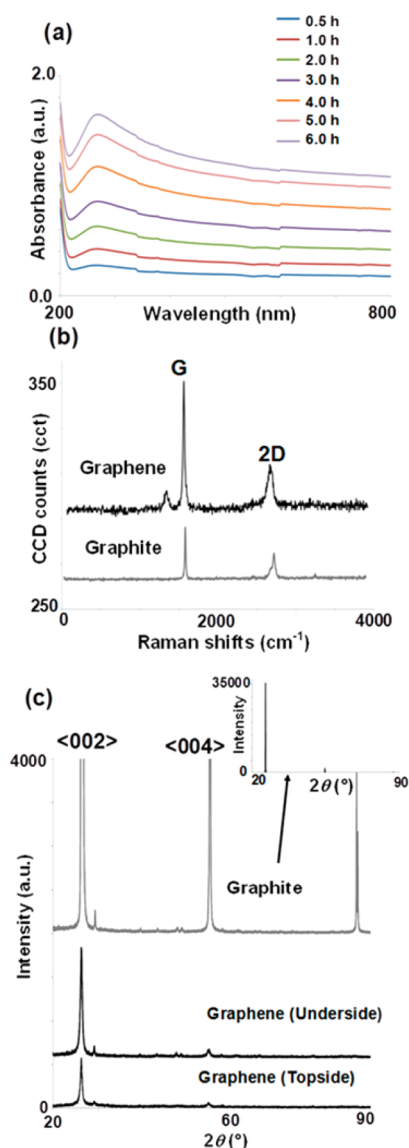 (a)
0.5 h
1.0 h
2.0 h
3.0 h
4.0 h
5.0 h
6.0 h
2.0
Absorbance (a.u.)
0.0
200
Wavelength (nm)
800
(b)
350
G
Graphene
2D
CCD counts (cct)
Graphite
250
0
2000
4000
Raman shifts (cm⁻¹)
(c)
35000
Intensity
0
20
2θ (°)
90
<002>
<004>
4000
Graphite
Intensity (a.u.)
Graphene (Underside)
Graphene (Topside)
0
20
60
90
2θ (°)